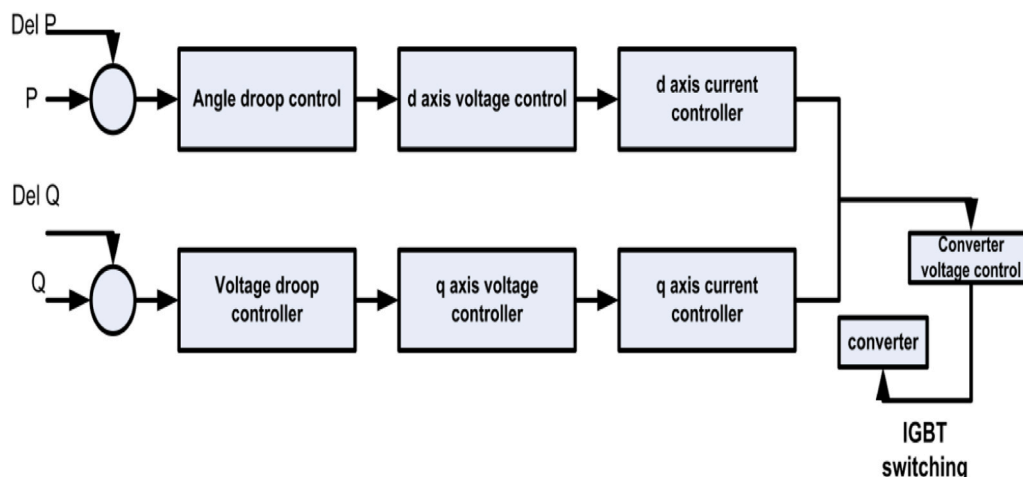 Del P
P
Angle droop control
d axis voltage control
d axis current
controller
Del Q
Q
Voltage droop
controller
q axis voltage
controller
q axis current
controller
Converter
voltage control
converter
IGBT
switching